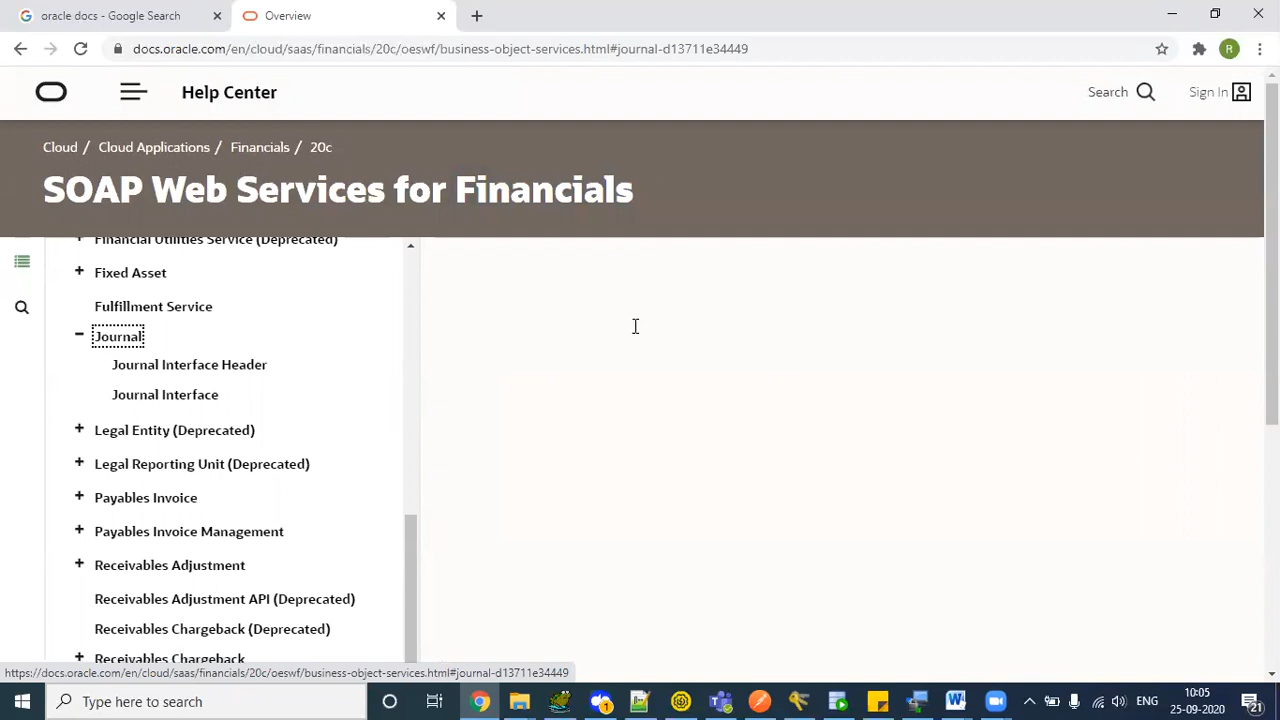 oracle docs - Google Search
Overview
docs.oracle.com/en/cloud/saas/financials/20c/oeswf/business-object-services.html#journal-d13711e34449
R
Help Center
Search
Sign In
Cloud / Cloud Applications / Financials / 20c
SOAP Web Services for Financials
Financial Utilities Service (Deprecated)
+ Fixed Asset
Fulfillment Service
− Journal
Journal Interface Header
Journal Interface
+ Legal Entity (Deprecated)
+ Legal Reporting Unit (Deprecated)
+ Payables Invoice
+ Payables Invoice Management
+ Receivables Adjustment
Receivables Adjustment API (Deprecated)
Receivables Chargeback (Deprecated)
+ Receivables Chargeback
https://docs.oracle.com/en/cloud/saas/financials/20c/oeswf/business-object-services.html#journal-d13711e34449
Type here to search
1
ENG
10:05
25-09-2020
21